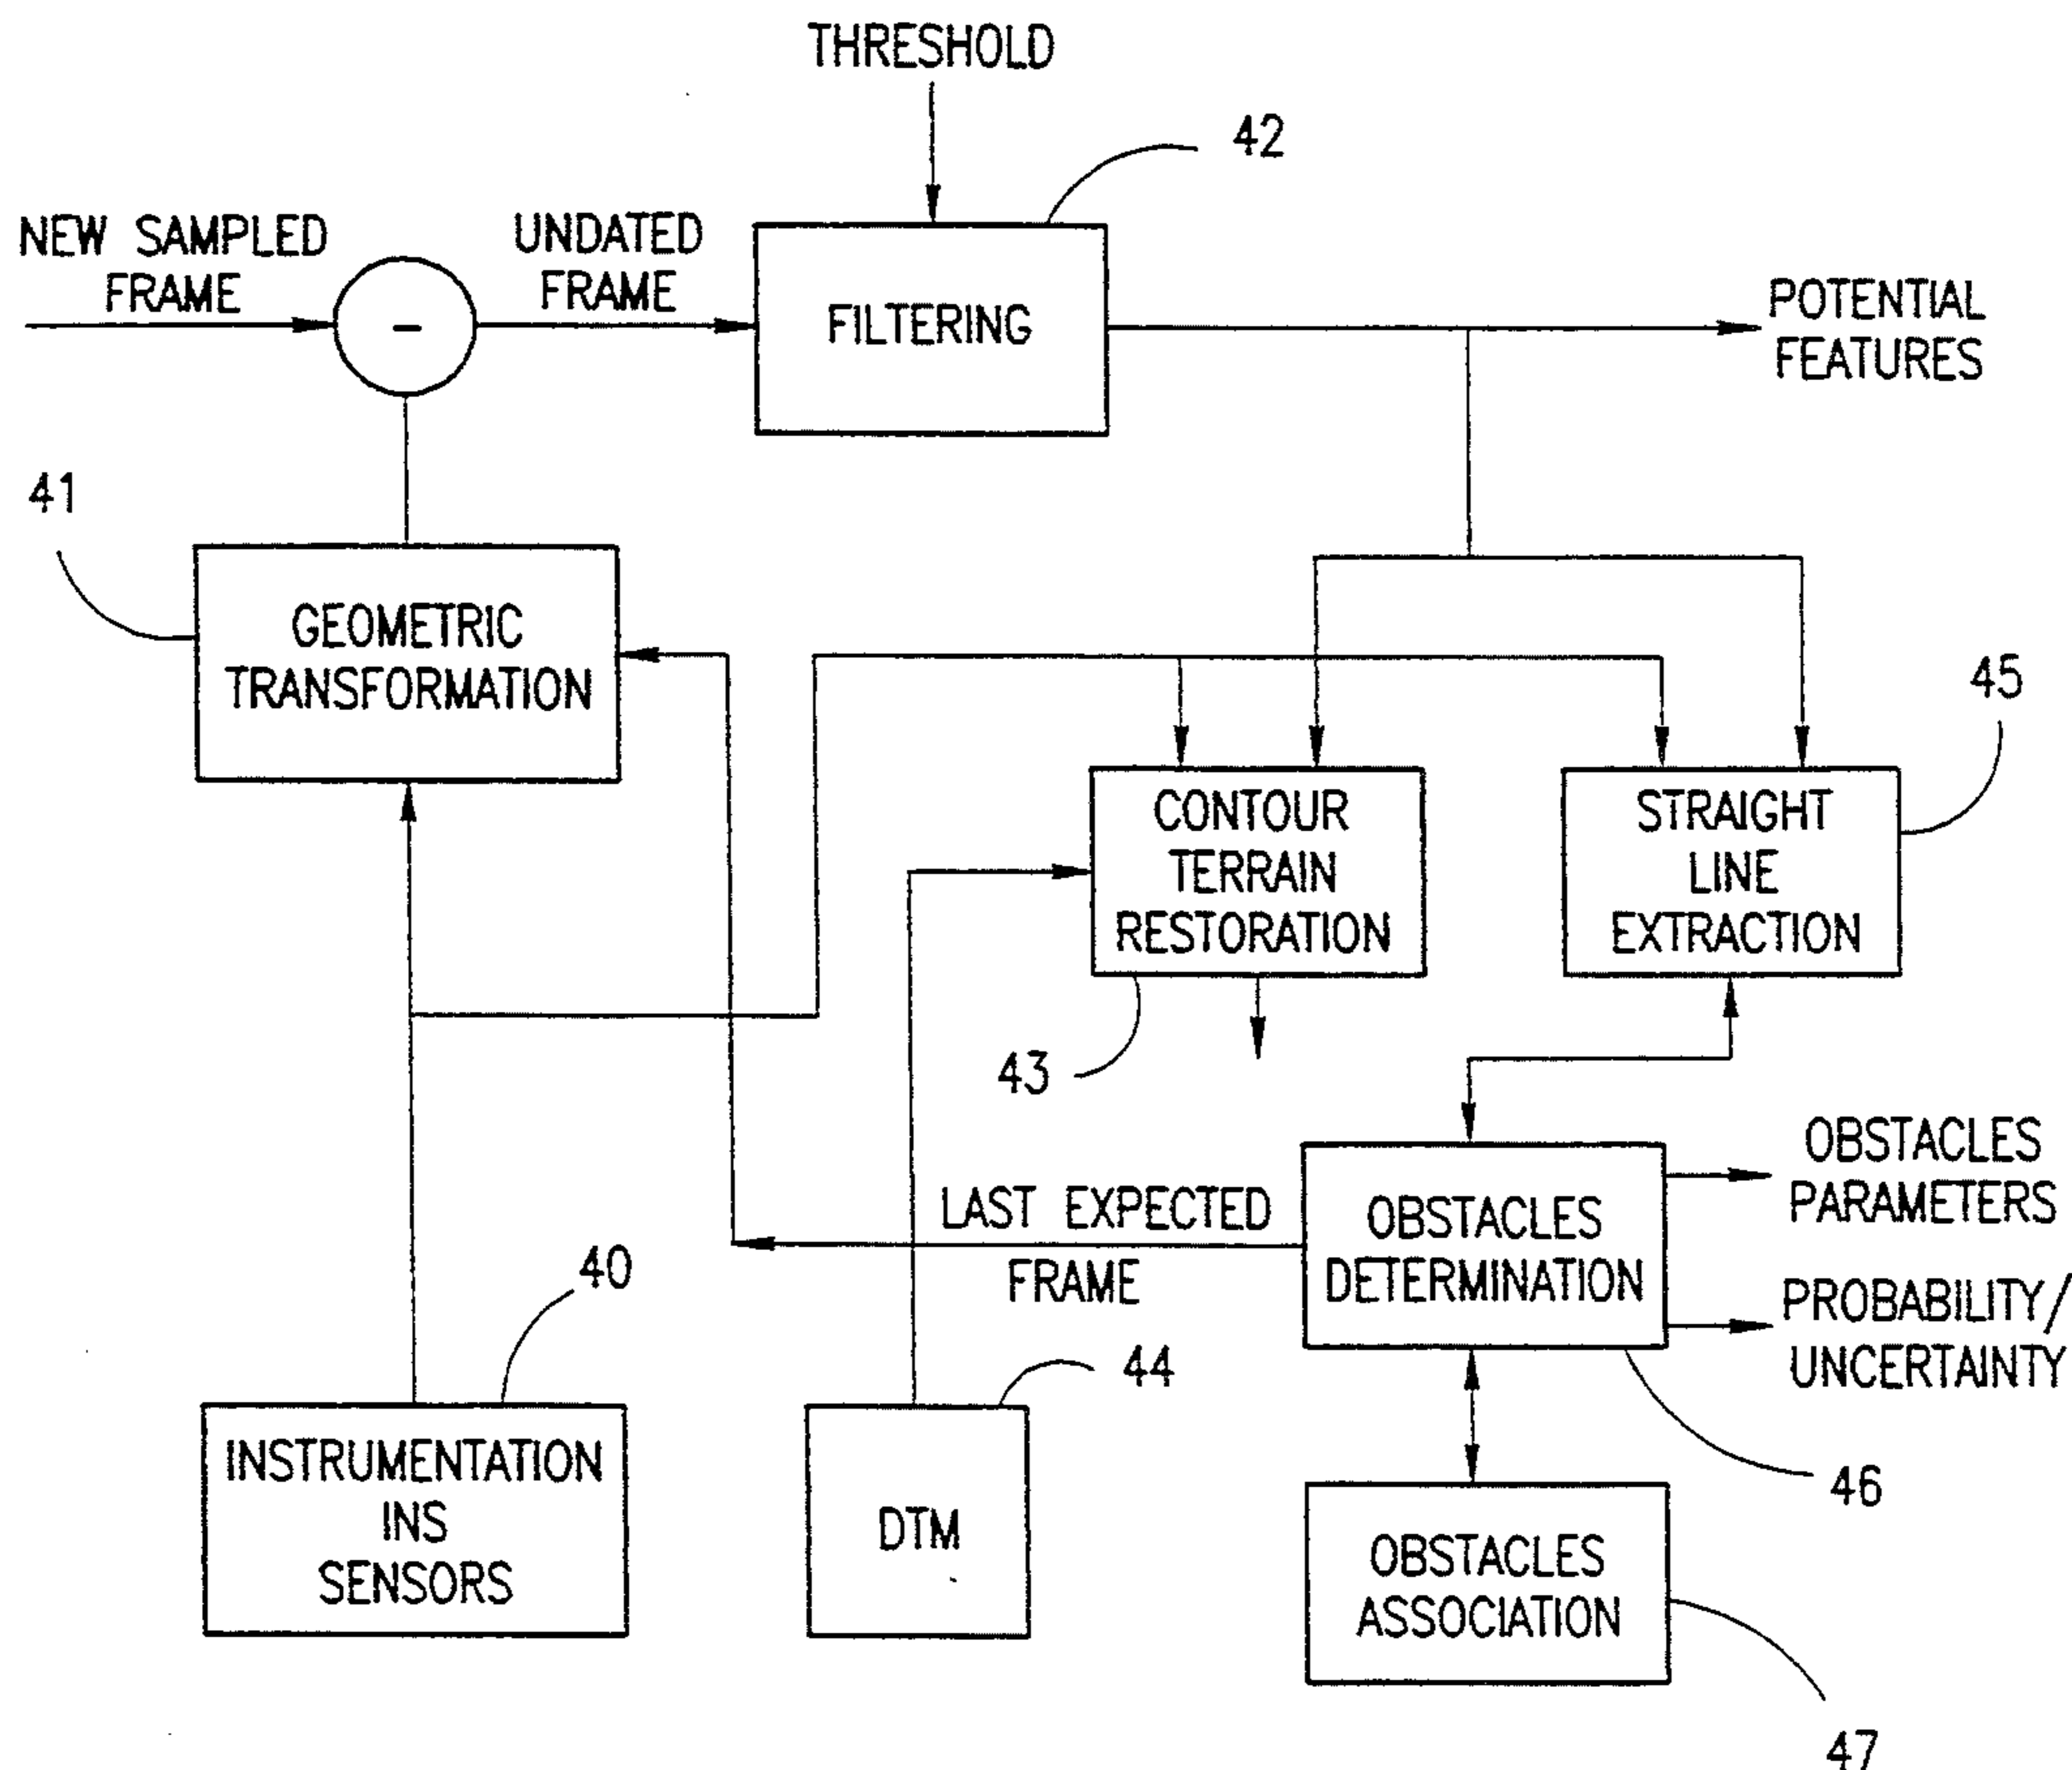 THRESHOLD
42
NEW SAMPLED
FRAME
UNDATED
FRAME
-
FILTERING
POTENTIAL
FEATURES
41
GEOMETRIC
TRANSFORMATION
45
CONTOUR
TERRAIN
RESTORATION
STRAIGHT
LINE
EXTRACTION
43
OBSTACLES
PARAMETERS
LAST EXPECTED
FRAME
OBSTACLES
DETERMINATION
PROBABILITY/
UNCERTAINTY
40
44
46
INSTRUMENTATION
INS
SENSORS
DTM
OBSTACLES
ASSOCIATION
47